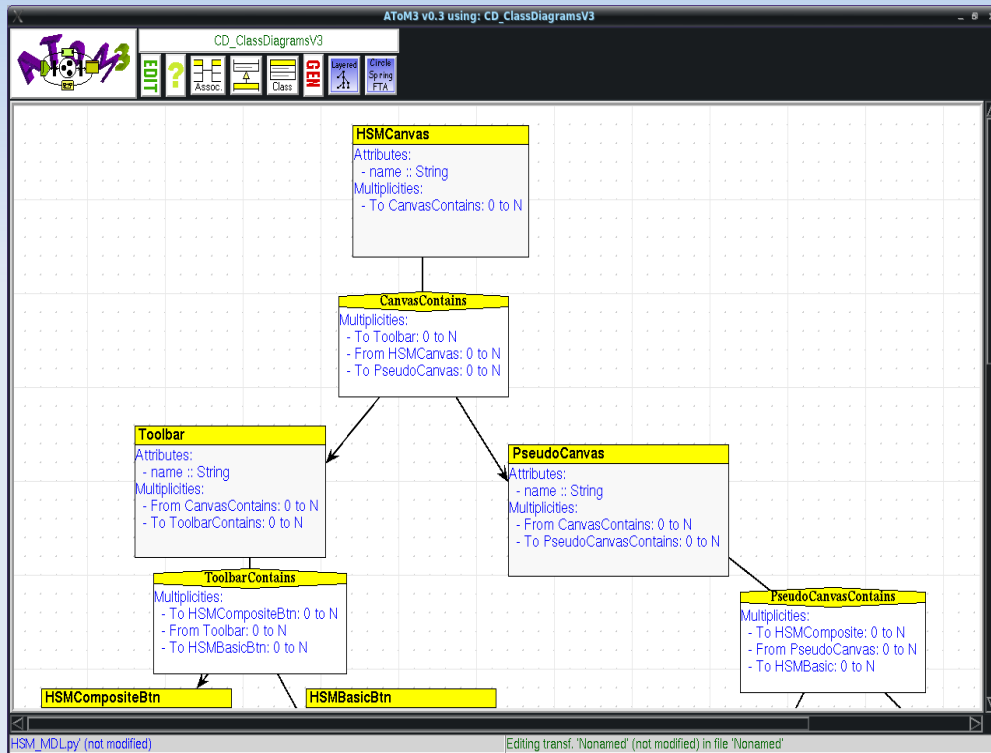 AToM3 v0.3 using: CD_ClassDiagramsV3
ATOM3
CD_ClassDiagramsV3
EDIT
?
Assoc.
Class
GEN
Layered
Circle
Spring
FTA
HSMCanvas
Attributes:
- name :: String
Multiplicities:
- To CanvasContains: 0 to N
CanvasContains
Multiplicities:
- To Toolbar: 0 to N
- From HSMCanvas: 0 to N
- To PseudoCanvas: 0 to N
Toolbar
Attributes:
- name :: String
Multiplicities:
- From CanvasContains: 0 to N
- To ToolbarContains: 0 to N
PseudoCanvas
Attributes:
- name :: String
Multiplicities:
- From CanvasContains: 0 to N
- To PseudoCanvasContains: 0 to N
ToolbarContains
Multiplicities:
- To HSMCompositeBtn: 0 to N
- From Toolbar: 0 to N
- To HSMBasicBtn: 0 to N
PseudoCanvasContains
Multiplicities:
- To HSMComposite: 0 to N
- From PseudoCanvas: 0 to N
- To HSMBasic: 0 to N
HSMCompositeBtn
HSMBasicBtn
HSM_MDL.py' (not modified)
Editing transf. 'Nonamed' (not modified) in file 'Nonamed'